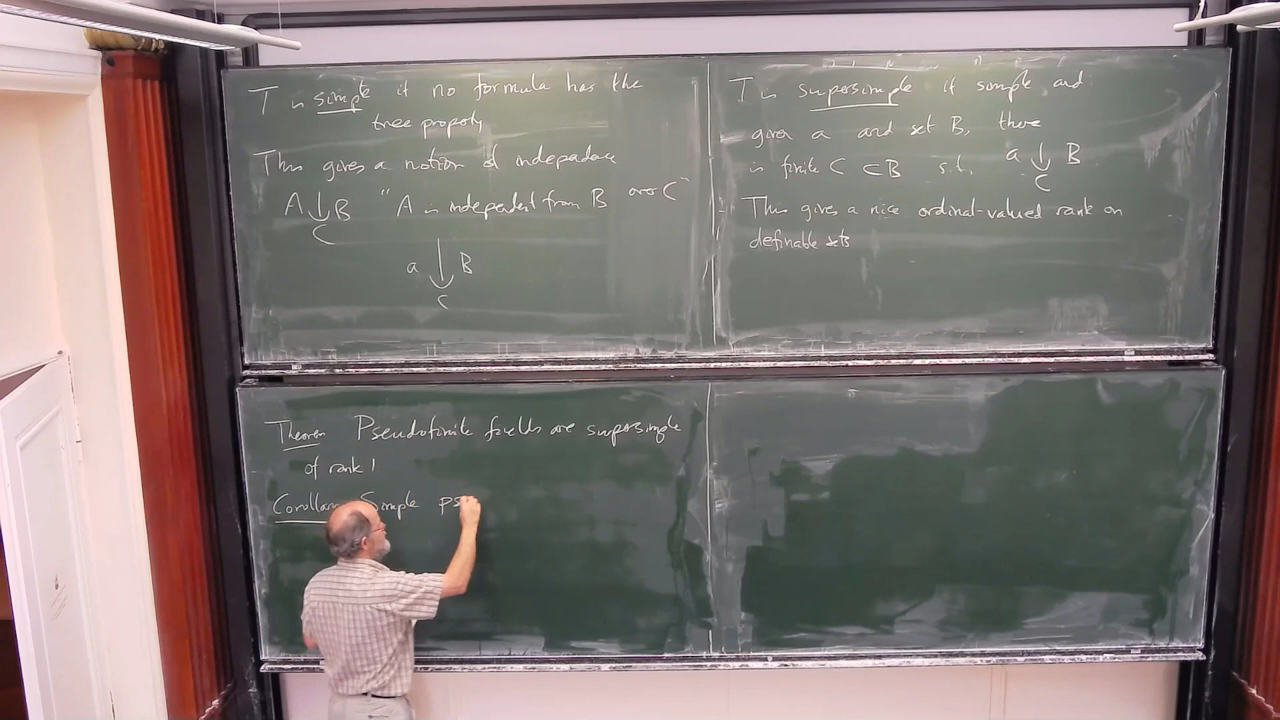 T is simple if no formula has the
tree property
This gives a notion of independence
A ⫝ B "A is independent from B over C"
C
a ⫝ B
C
T is supersimple if simple and
given a and set B, there
is finite C ⊂ B s.t. a ⫝ B
C
This gives a nice ordinal-valued rank on
definable sets
Theorem Pseudofinite fields are supersimple
of rank 1
Corollary Simple ps